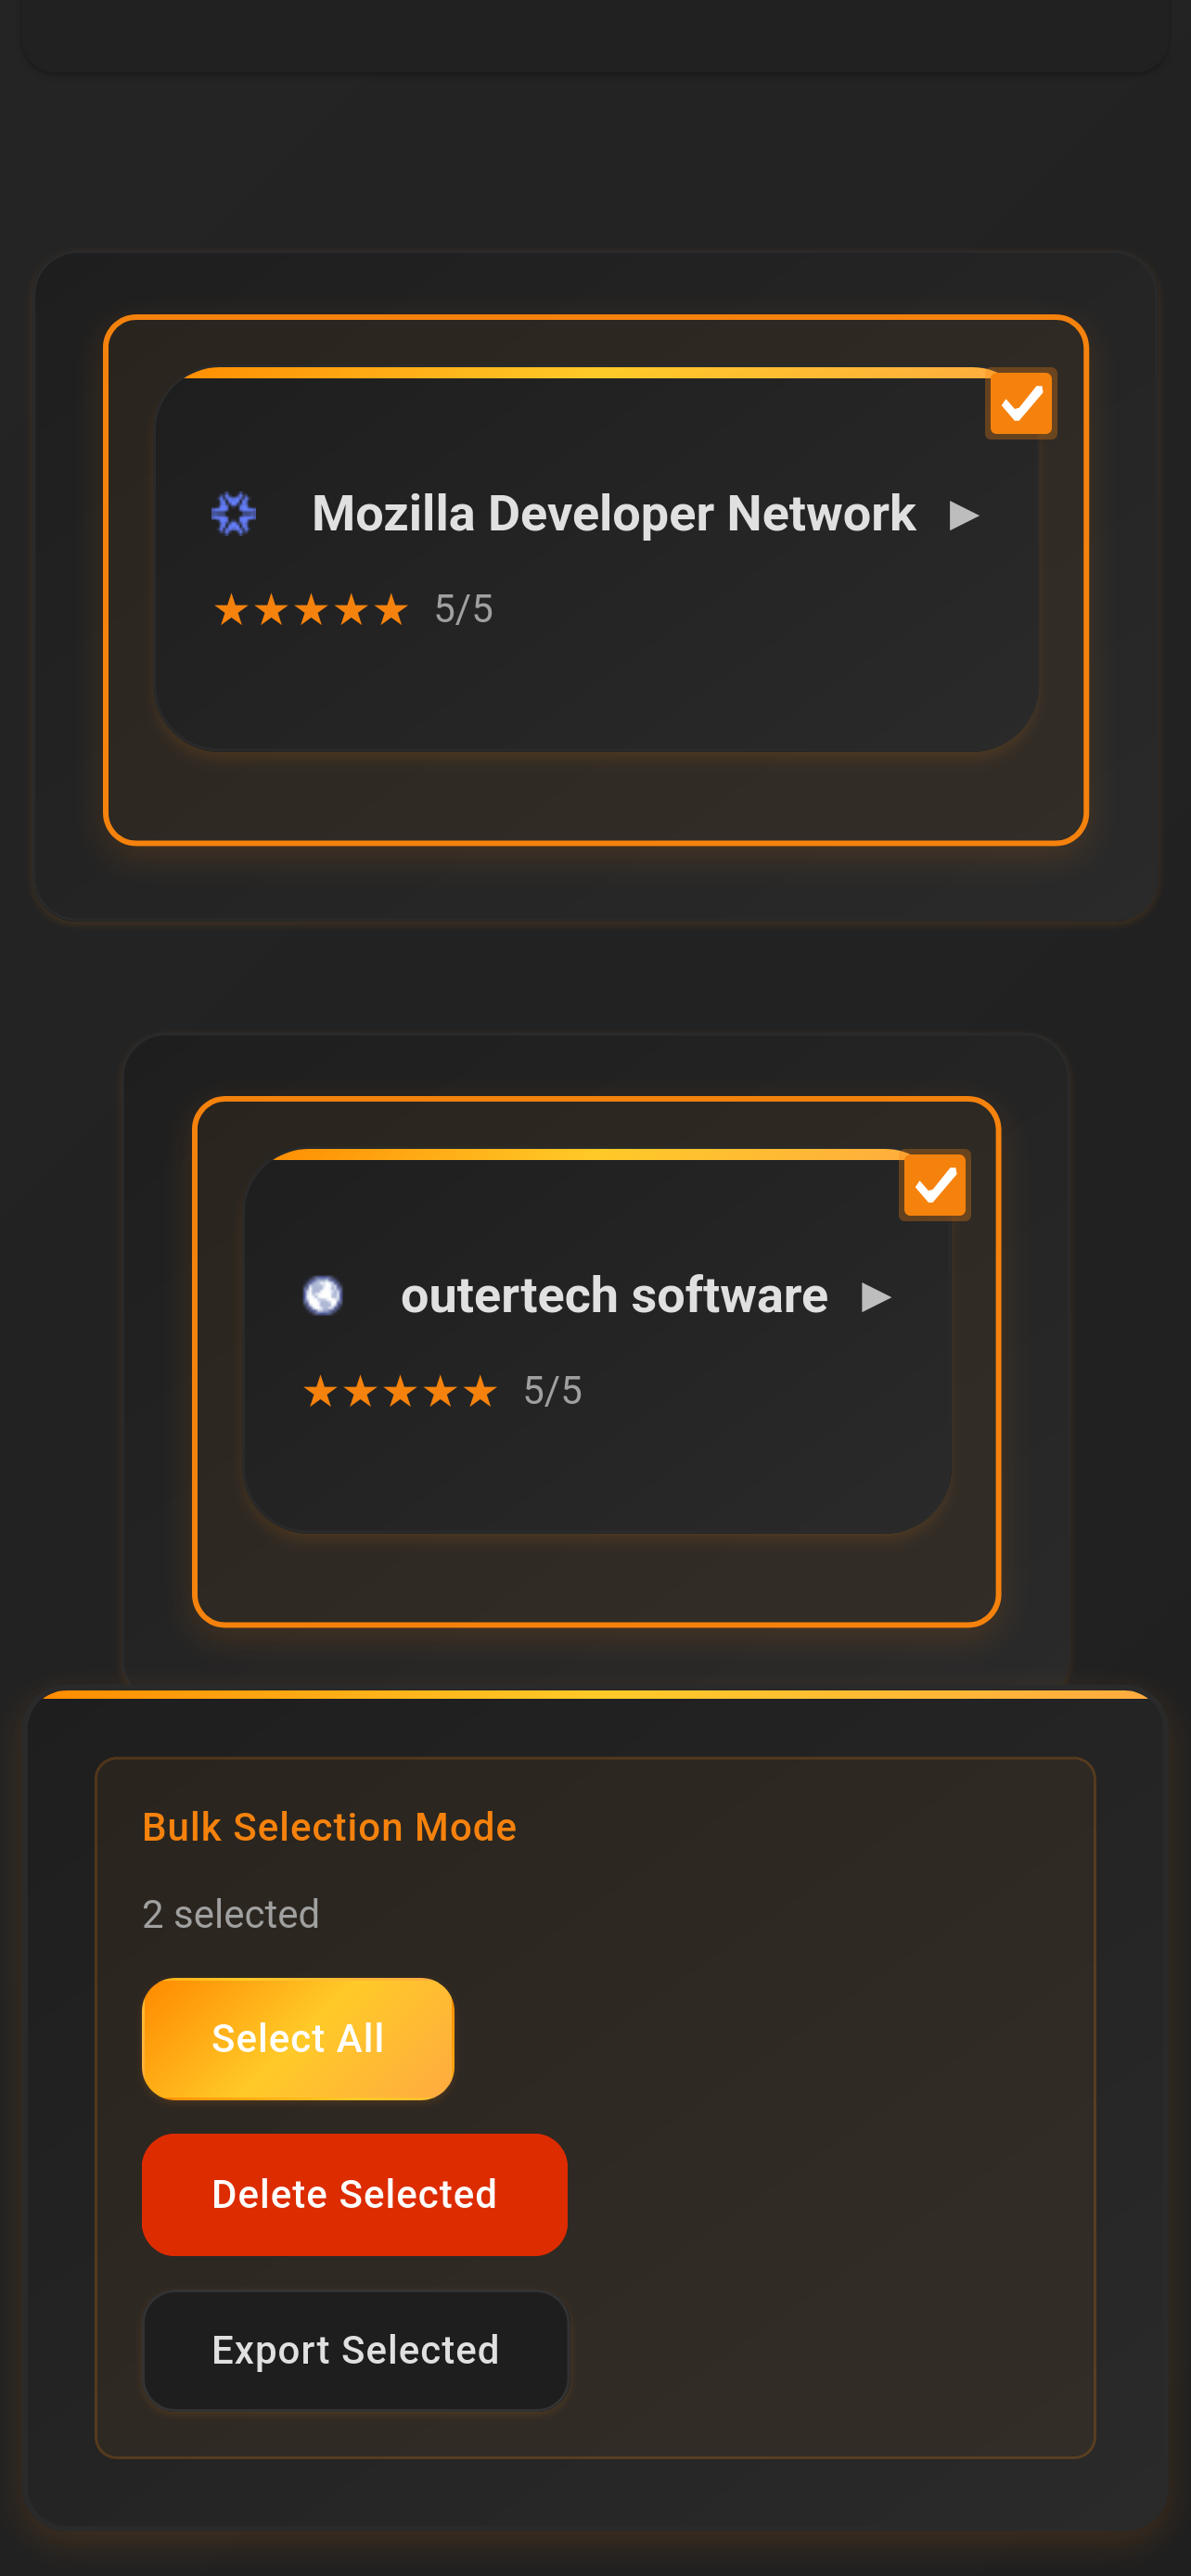 Mozilla Developer Network ▶
★★★★★ 5/5
outertech software ▶
★★★★★ 5/5
Bulk Selection Mode
2 selected
Select All
Delete Selected
Export Selected